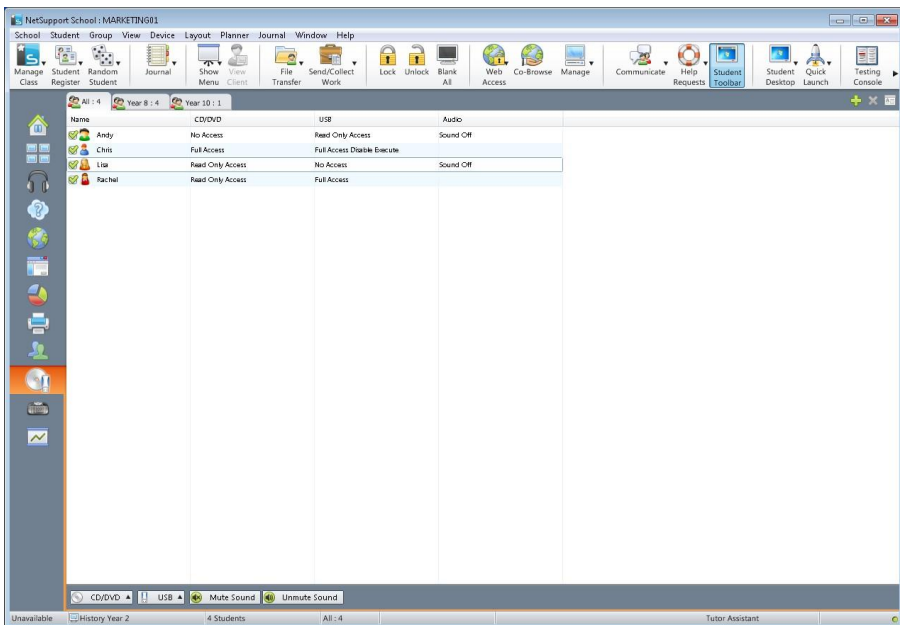 NetSupport School : MARKETING01
School Student Group View Device Layout Planner Journal Window Help
Manage Class
Student Register
Random Student
Journal
Show Menu
View Client
File Transfer
Send/Collect Work
Lock
Unlock
Blank All
Web Access
Co-Browse
Manage
Communicate
Help Requests
Student Toolbar
Student Desktop
Quick Launch
Testing Console
All : 4 Year 8 : 4 Year 10 : 1
Name CD/DVD USB Audio
Andy No Access Read Only Access Sound Off
Chris Full Access Full Access Disable Execute
Lisa Read Only Access No Access Sound Off
Rachel Read Only Access Full Access
CD/DVD USB Mute Sound Unmute Sound
Unavailable History Year 2 4 Students All : 4 Tutor Assistant